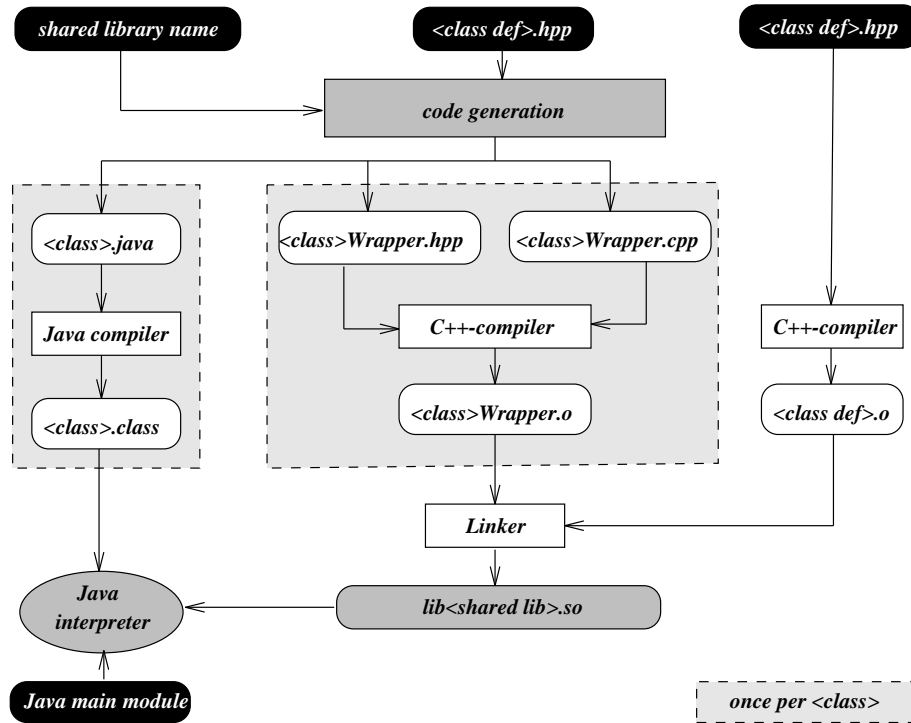 shared library name
<class def>.hpp
<class def>.hpp
code generation
<class>.java
<class>Wrapper.hpp
<class>Wrapper.cpp
Java compiler
C++-compiler
C++-compiler
<class>.class
<class>Wrapper.o
<class def>.o
Linker
Java
interpreter
lib<shared lib>.so
Java main module
once per <class>